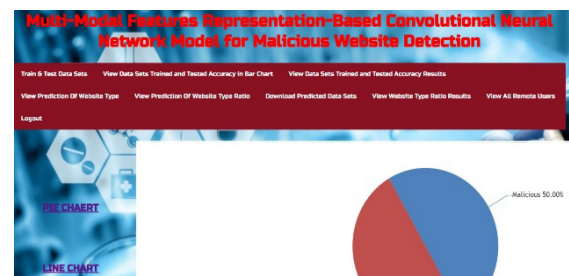 Multi-Modal Features Representation-Based Convolutional Neural
Network Model for Malicious Website Detection
Train & Test Data Sets View Data Sets Trained and Tested Accuracy in Bar Chart View Data Sets Trained and Tested Accuracy Results
View Prediction Of Website Type View Prediction Of Website Type Ratio Download Predicted Data Sets View Website Type Ratio Results View All Remote Users
Logout
Malicious 50.00%
PIE CHAERT
LINE CHART